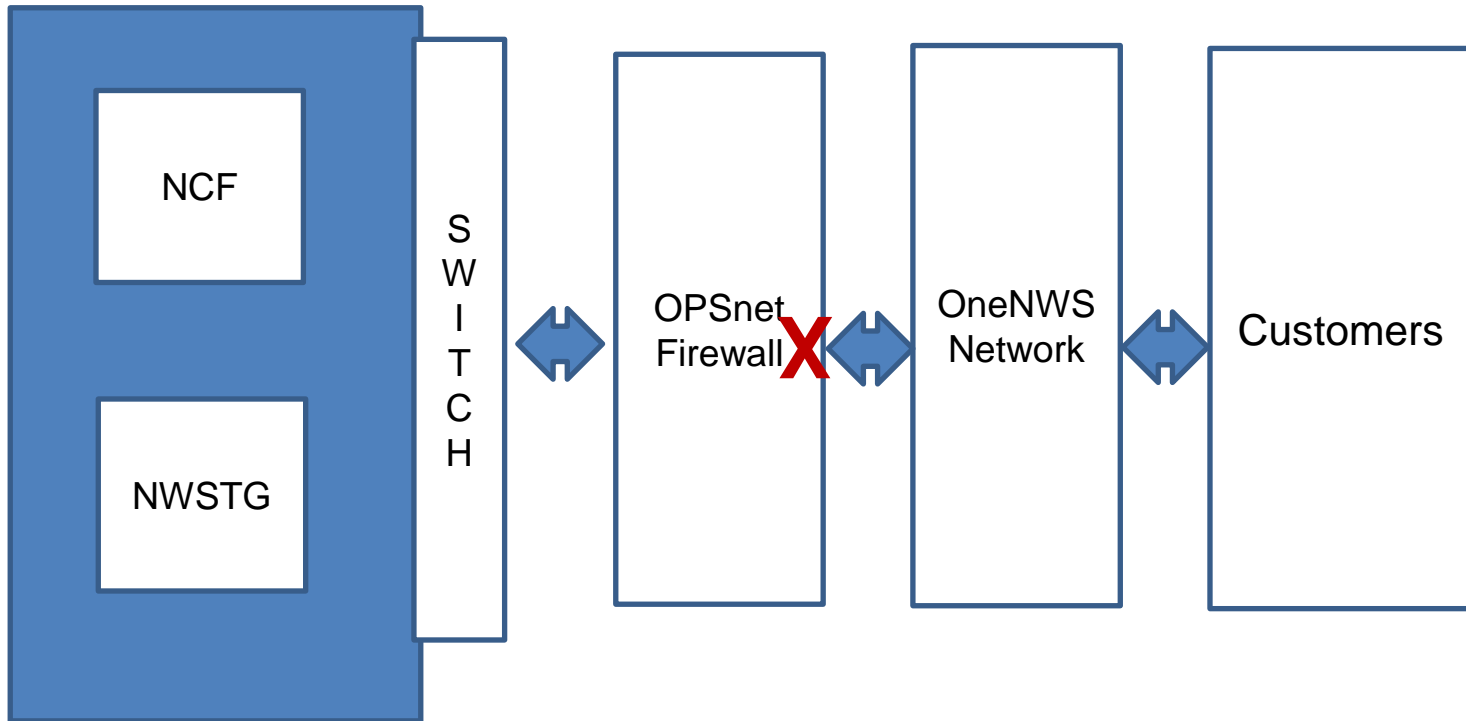 NCF
NWSTG
S
W
I
T
C
H
OPSnet
Firewall
X
OneNWS
Network
Customers